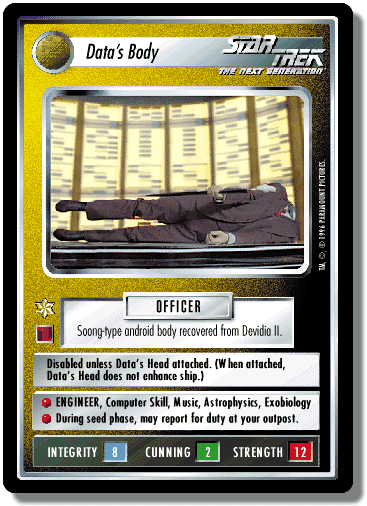 Data's Body
STAR TREK
THE NEXT GENERATION
TM, © & © 1996 PARAMOUNT PICTURES.
OFFICER
Soong-type android body recovered from Devidia II.
Disabled unless Data's Head attached. (When attached,
Data's Head does not enhance ship.)
ENGINEER, Computer Skill, Music, Astrophysics, Exobiology
During seed phase, may report for duty at your outpost.
INTEGRITY 8 CUNNING 2 STRENGTH 12